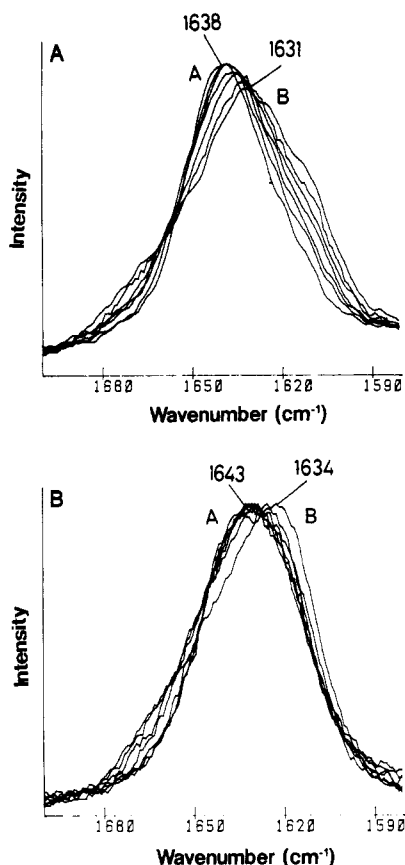 A
1638
1631
A
B
Intensity
1680 1650 1620 1590
Wavenumber (cm⁻¹)
B
1643
1634
A
B
Intensity
1680 1650 1620 1590
Wavenumber (cm⁻¹)